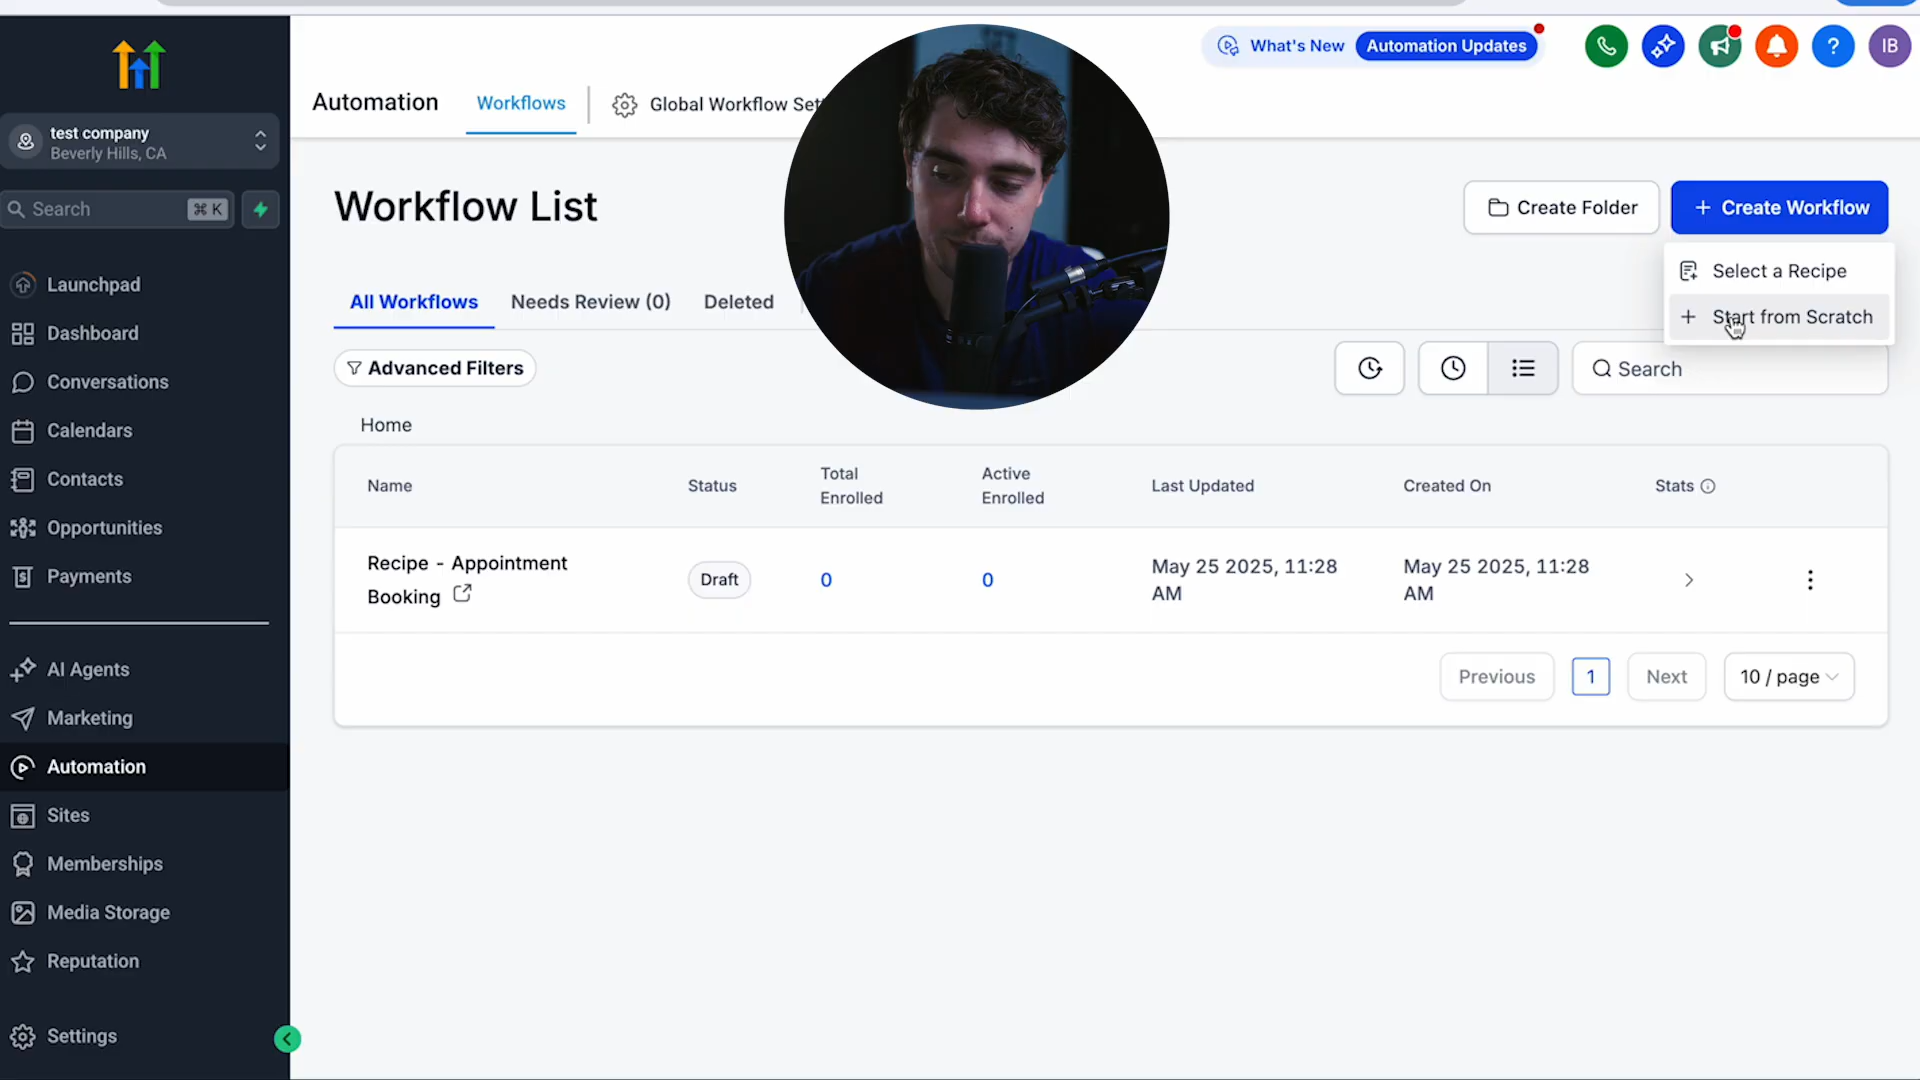 What's New
Automation Updates
IB
Automation
Workflows
Global Workflow Set
test company
Beverly Hills, CA
Search
⌘ K
Workflow List
Create Folder
+ Create Workflow
Select a Recipe
+ Start from Scratch
Launchpad
Dashboard
Conversations
Calendars
Contacts
Opportunities
Payments
AI Agents
Marketing
Automation
Sites
Memberships
Media Storage
Reputation
Settings
All Workflows
Needs Review (0)
Deleted
Advanced Filters
Search
Home
Name
Status
Total
Enrolled
Active
Enrolled
Last Updated
Created On
Stats
Recipe - Appointment
Booking
Draft
0
0
May 25 2025, 11:28
AM
May 25 2025, 11:28
AM
Previous
1
Next
10 / page